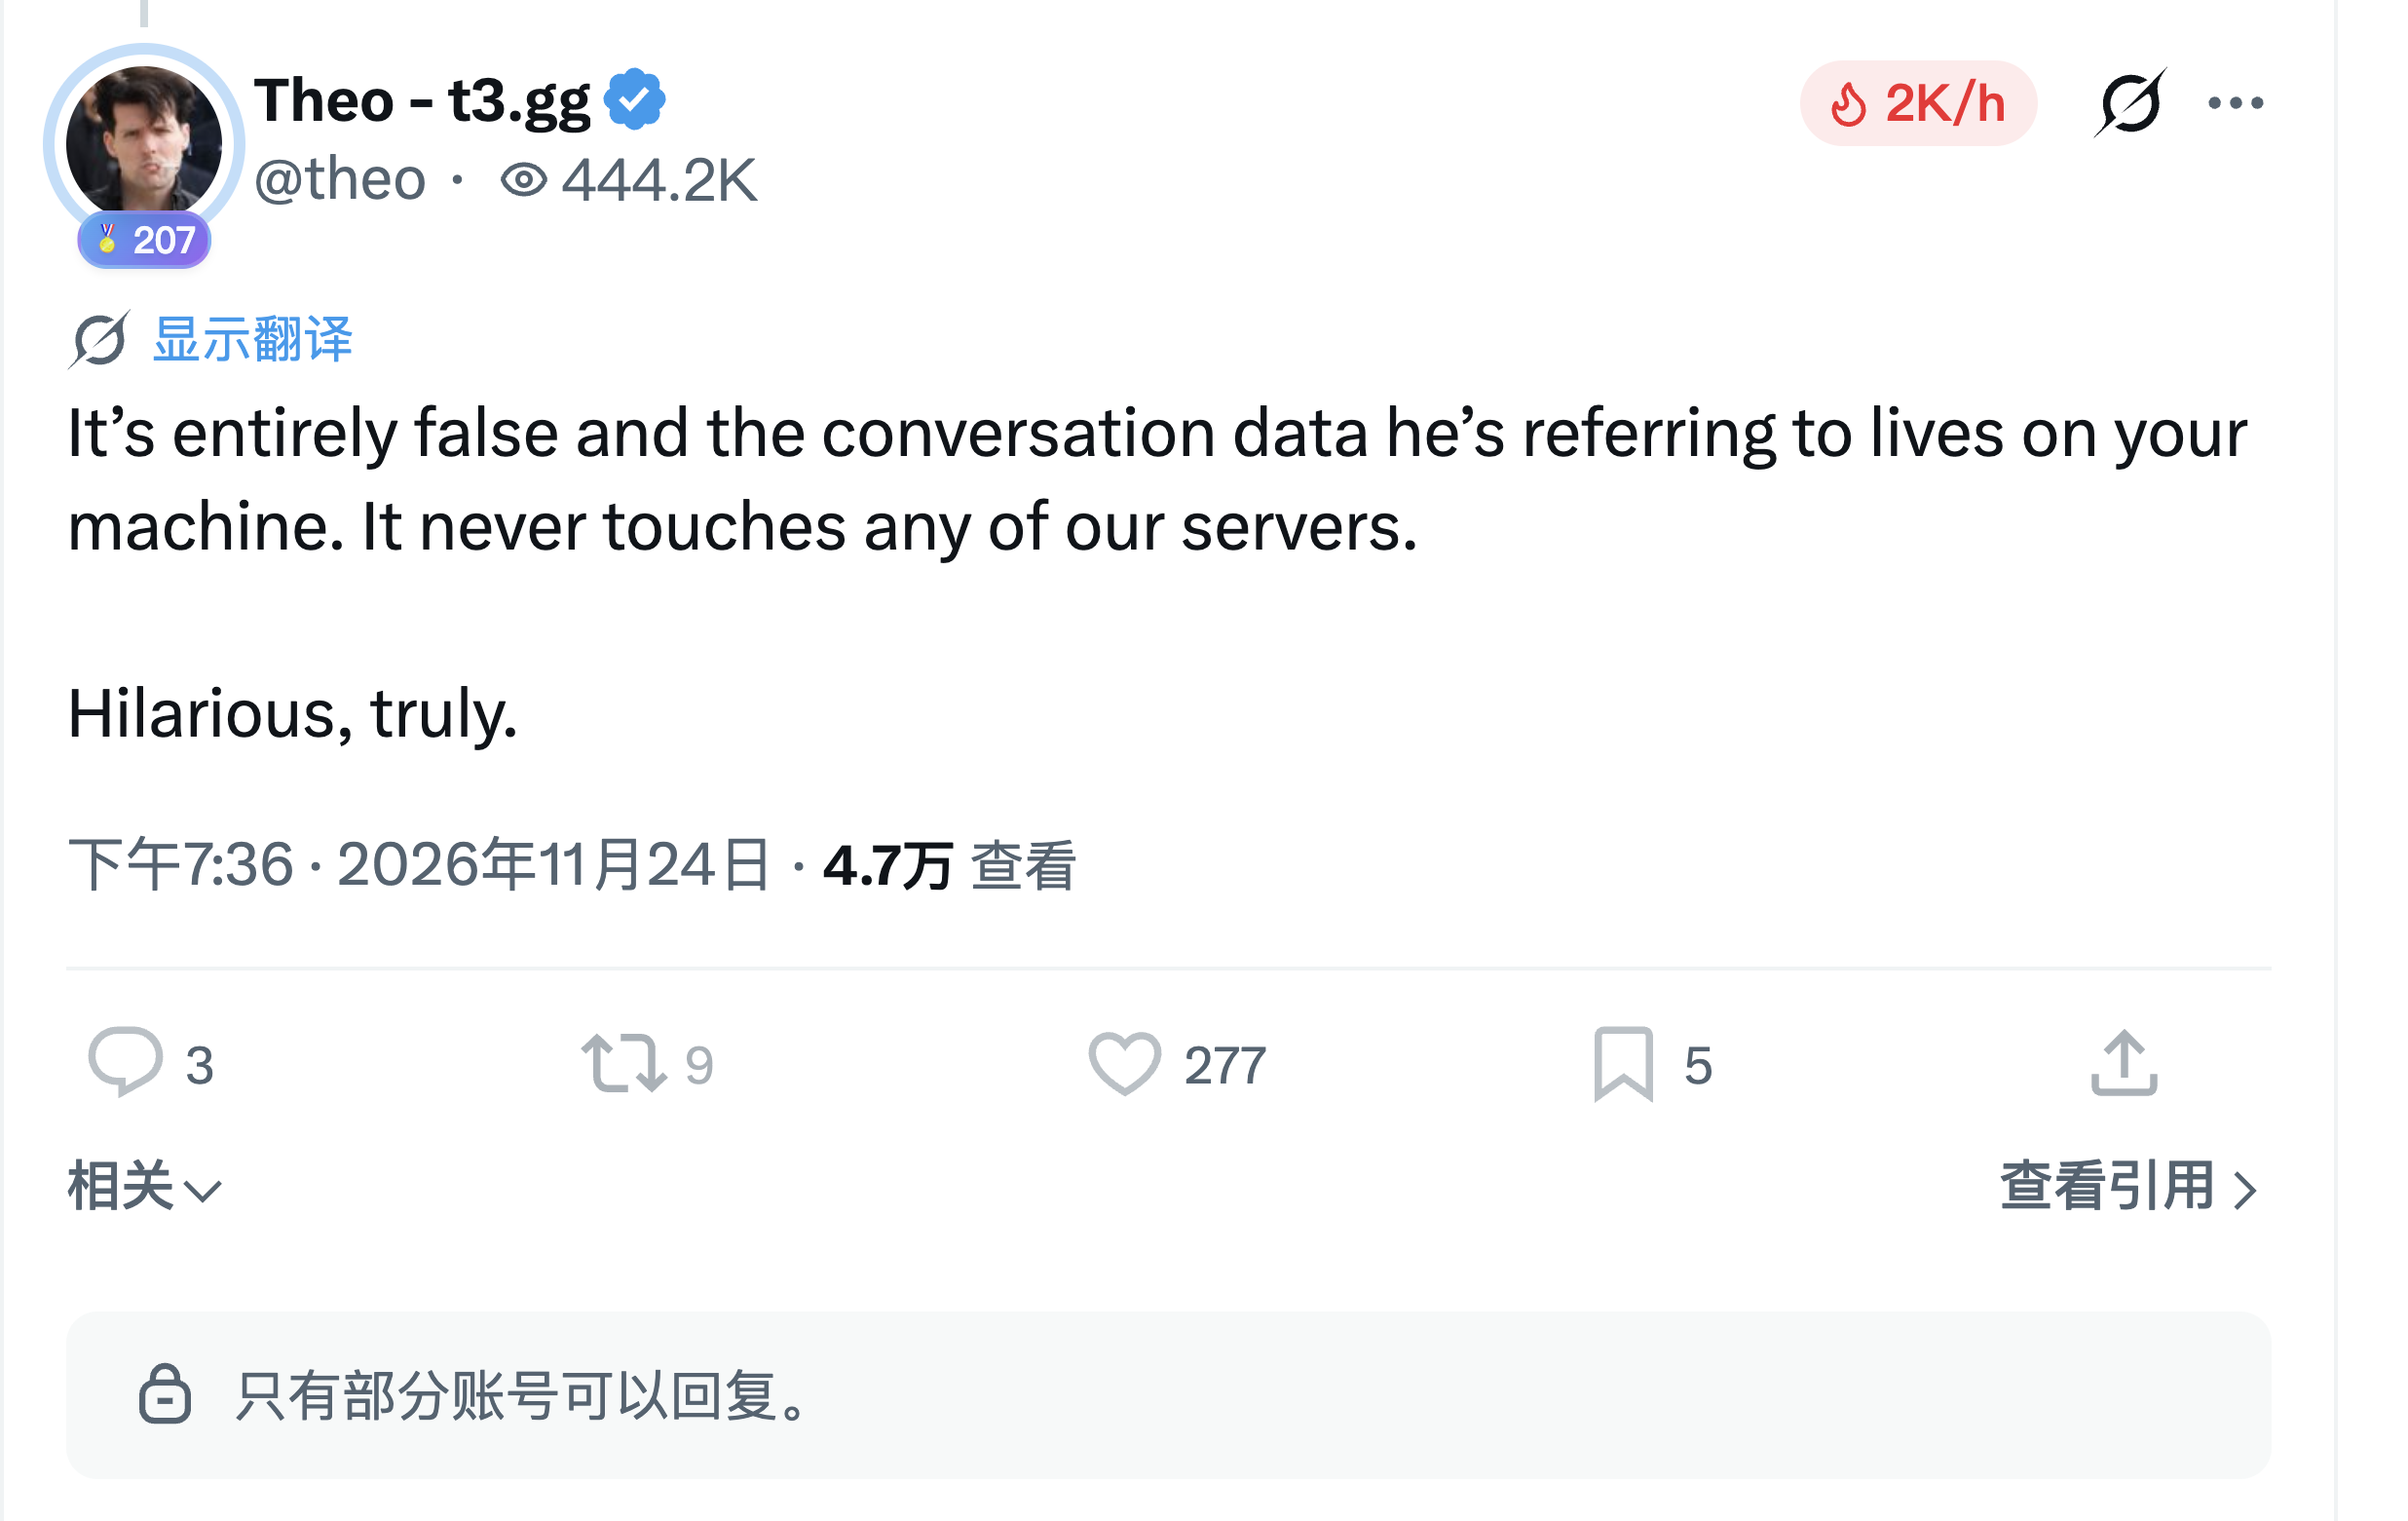 Theo - t3.gg
2K/h
@theo · 444.2K
207
显示翻译
It’s entirely false and the conversation data he’s referring to lives on your
machine. It never touches any of our servers.
Hilarious, truly.
下午7:36 · 2026年11月24日 · 4.7万 查看
3 9 277 5
相关 查看引用
只有部分账号可以回复。